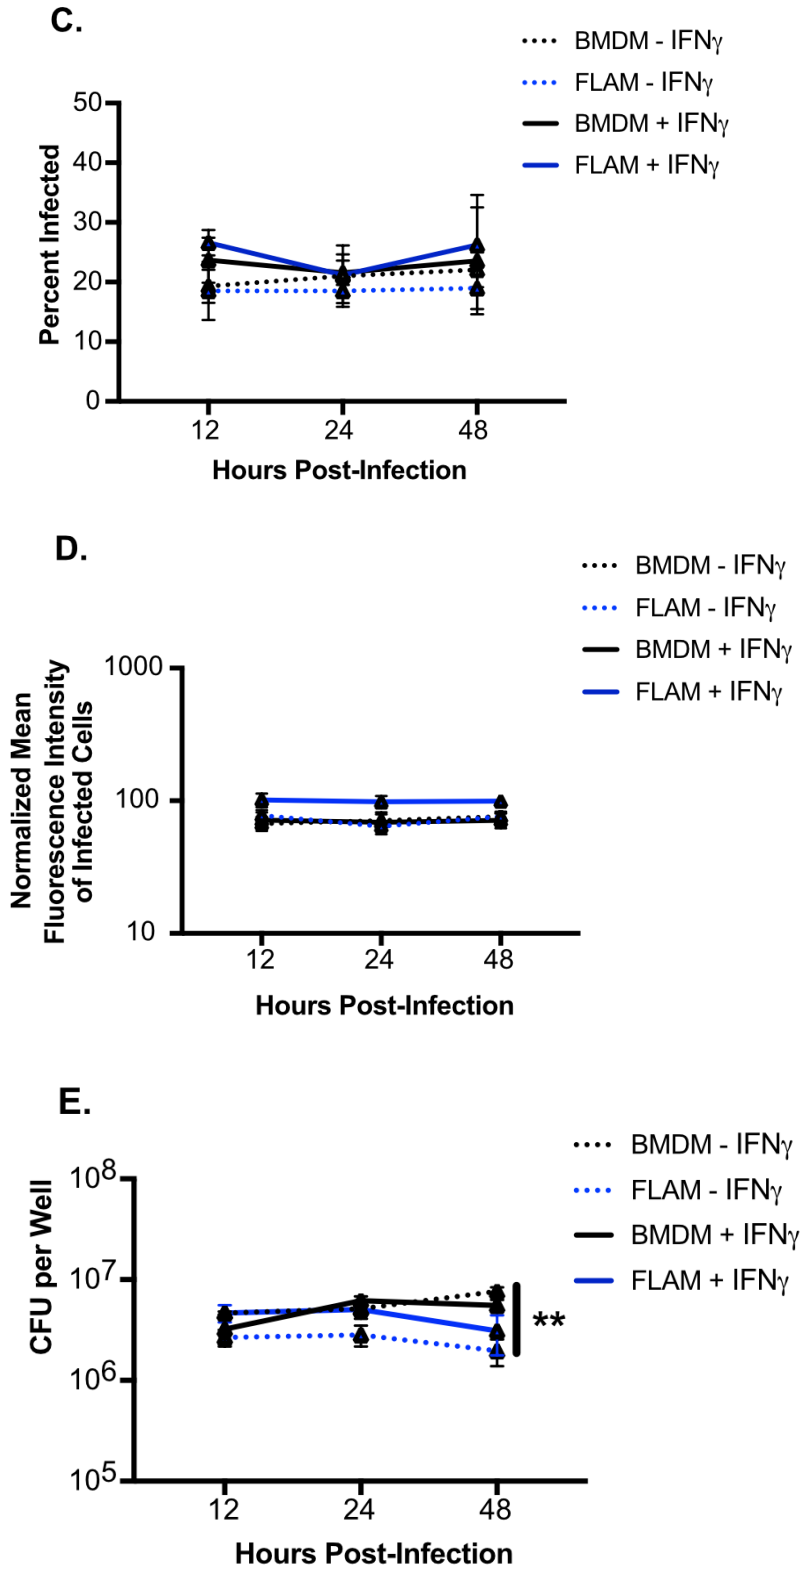 C.
BMDM - IFNγ
FLAM - IFNγ
BMDM + IFNγ
FLAM + IFNγ
50
40
30
20
10
0
Percent Infected
12 24 48
Hours Post-Infection
D.
BMDM - IFNγ
FLAM - IFNγ
BMDM + IFNγ
FLAM + IFNγ
1000
100
10
Normalized Mean
Fluorescence Intensity
of Infected Cells
12 24 48
Hours Post-Infection
E.
BMDM - IFNγ
FLAM - IFNγ
BMDM + IFNγ
FLAM + IFNγ
10⁸
10⁷
10⁶
10⁵
CFU per Well
**
12 24 48
Hours Post-Infection